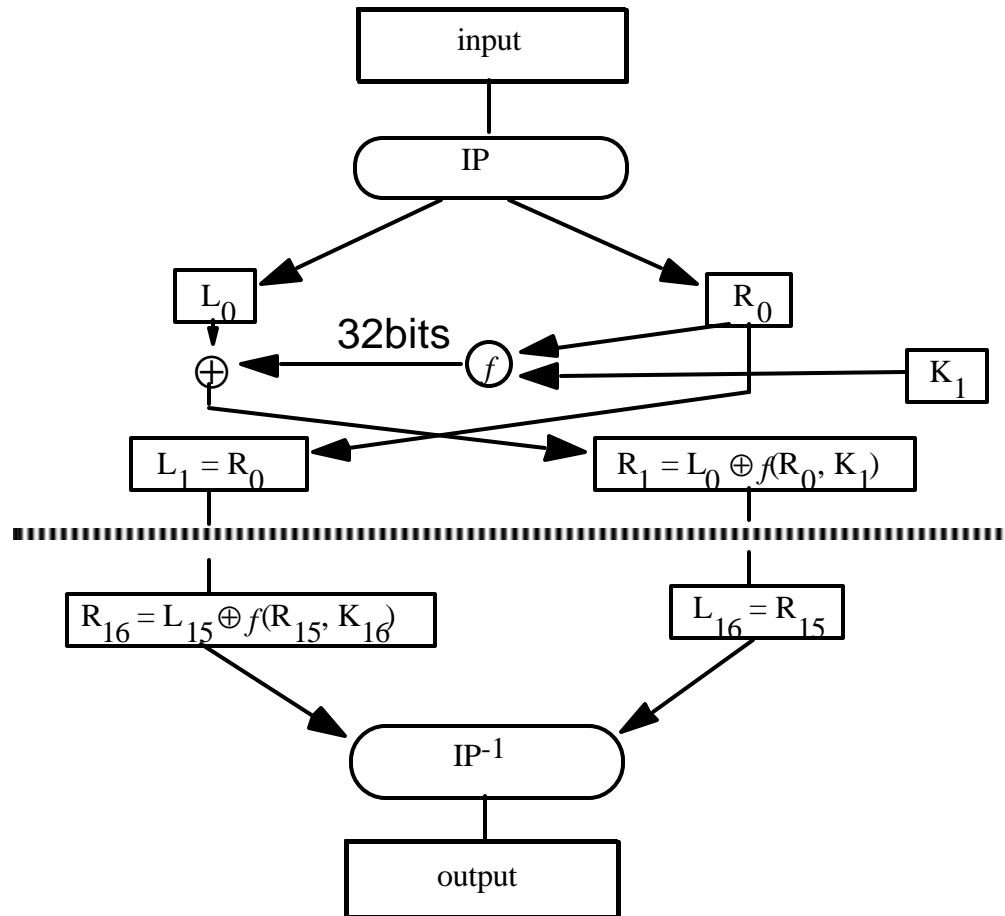 input
IP
L₀
R₀
32bits
f
⊕
K₁
L₁ = R₀
R₁ = L₀ ⊕ f(R₀, K₁)
R₁₆ = L₁₅ ⊕ f(R₁₅, K₁₆)
L₁₆ = R₁₅
IP⁻¹
output